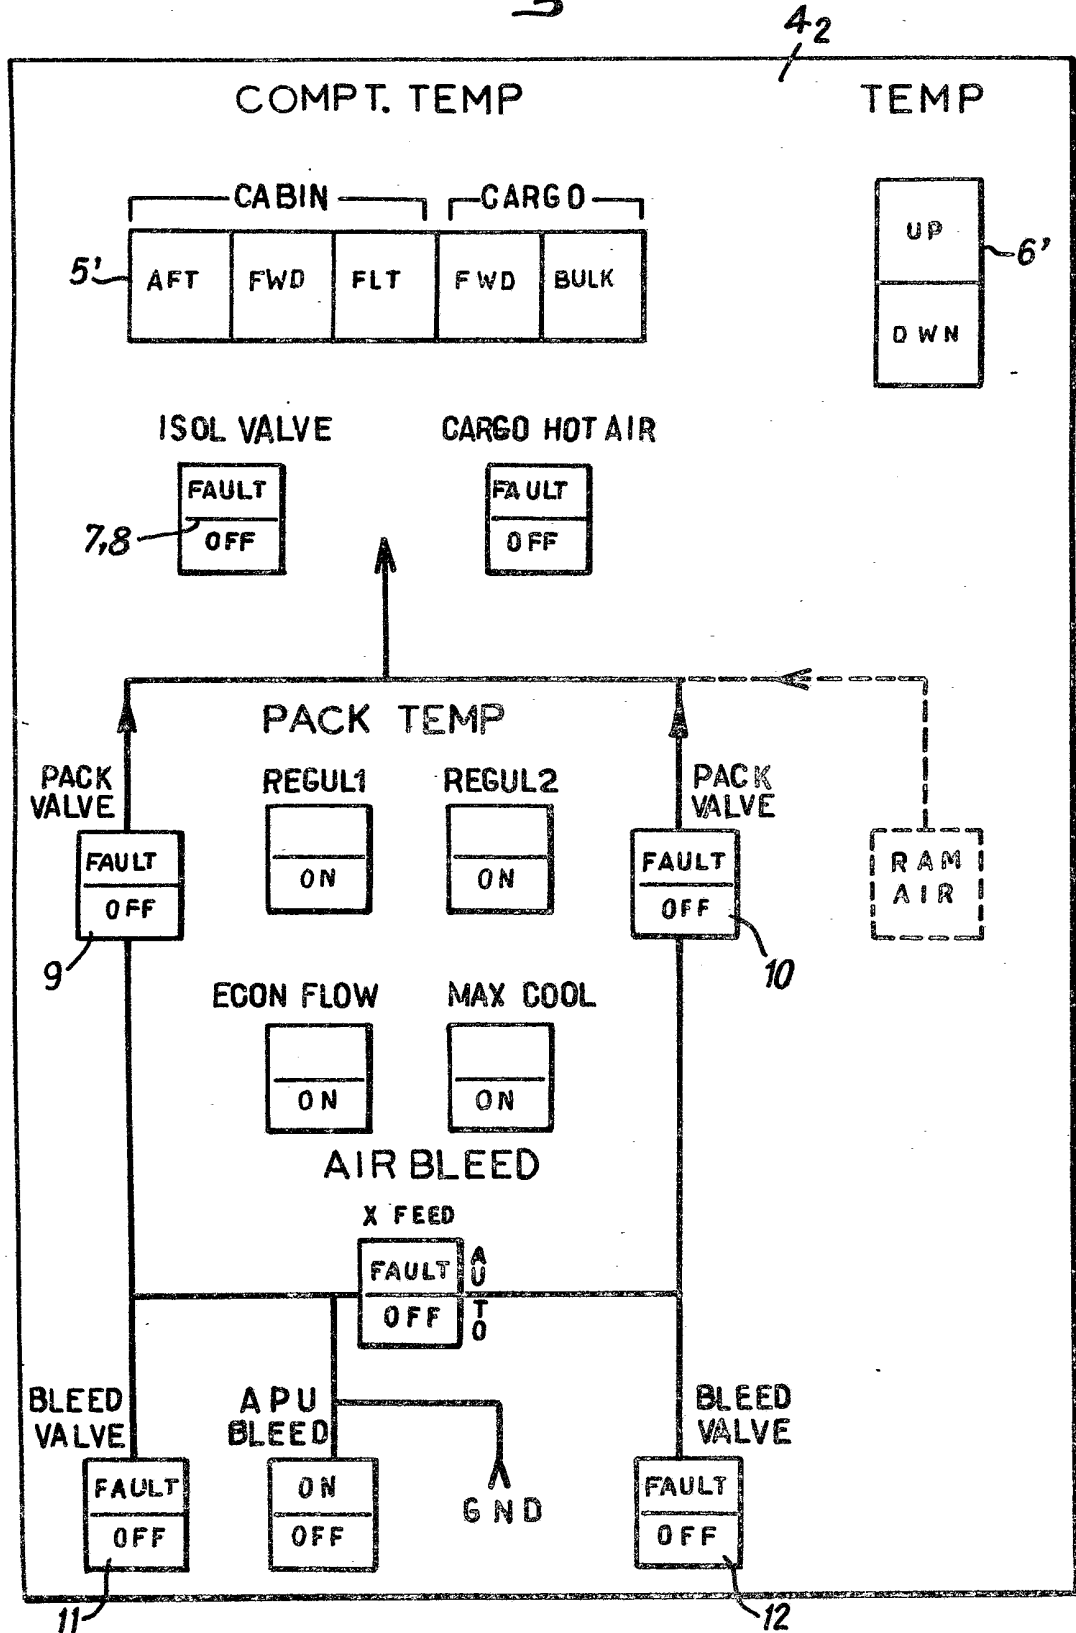 4₂
COMPT. TEMP TEMP
CABIN CARGO
5' AFT FWD FLT FWD BULK
UP 6'
DWN
ISOL VALVE CARGO HOT AIR
FAULT FAULT
7,8 OFF OFF
PACK TEMP
PACK VALVE REGUL1 REGUL2 PACK VALVE
FAULT FAULT RAM
OFF ON ON OFF AIR
9 10
ECON FLOW MAX COOL
ON ON
AIR BLEED
X FEED
FAULT AUTO
OFF
BLEED APU BLEED
VALVE BLEED VALVE
FAULT ON FAULT
OFF OFF GND OFF
11 12